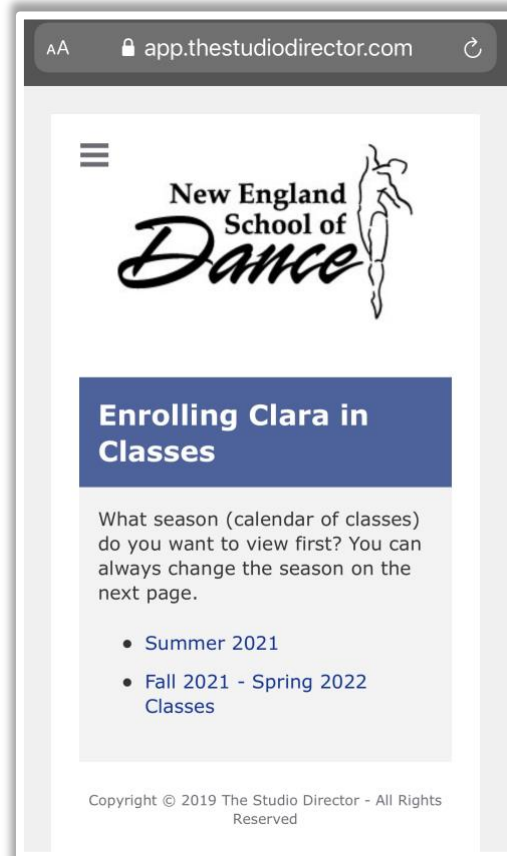 AA app.thestudiodirector.com
New England
School of
Dance
Enrolling Clara in
Classes
What season (calendar of classes)
do you want to view first? You can
always change the season on the
next page.
• Summer 2021
• Fall 2021 - Spring 2022
Classes
Copyright © 2019 The Studio Director - All Rights
Reserved